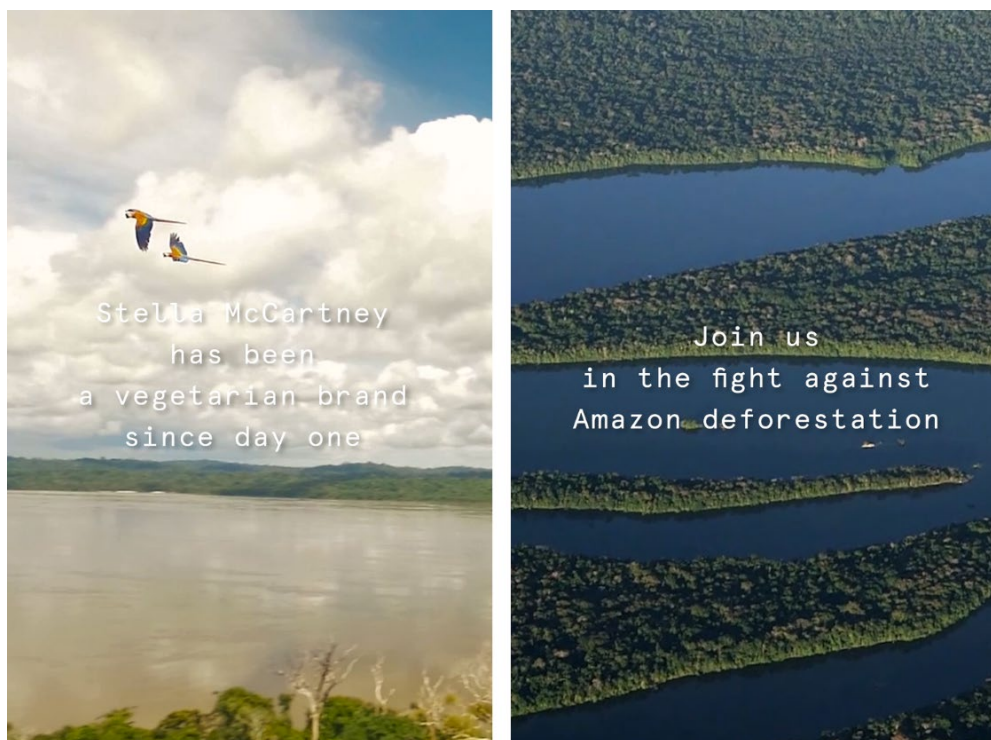 Stella McCartney
has been
a vegetarian brand
since day one
Join us
in the fight against
Amazon deforestation